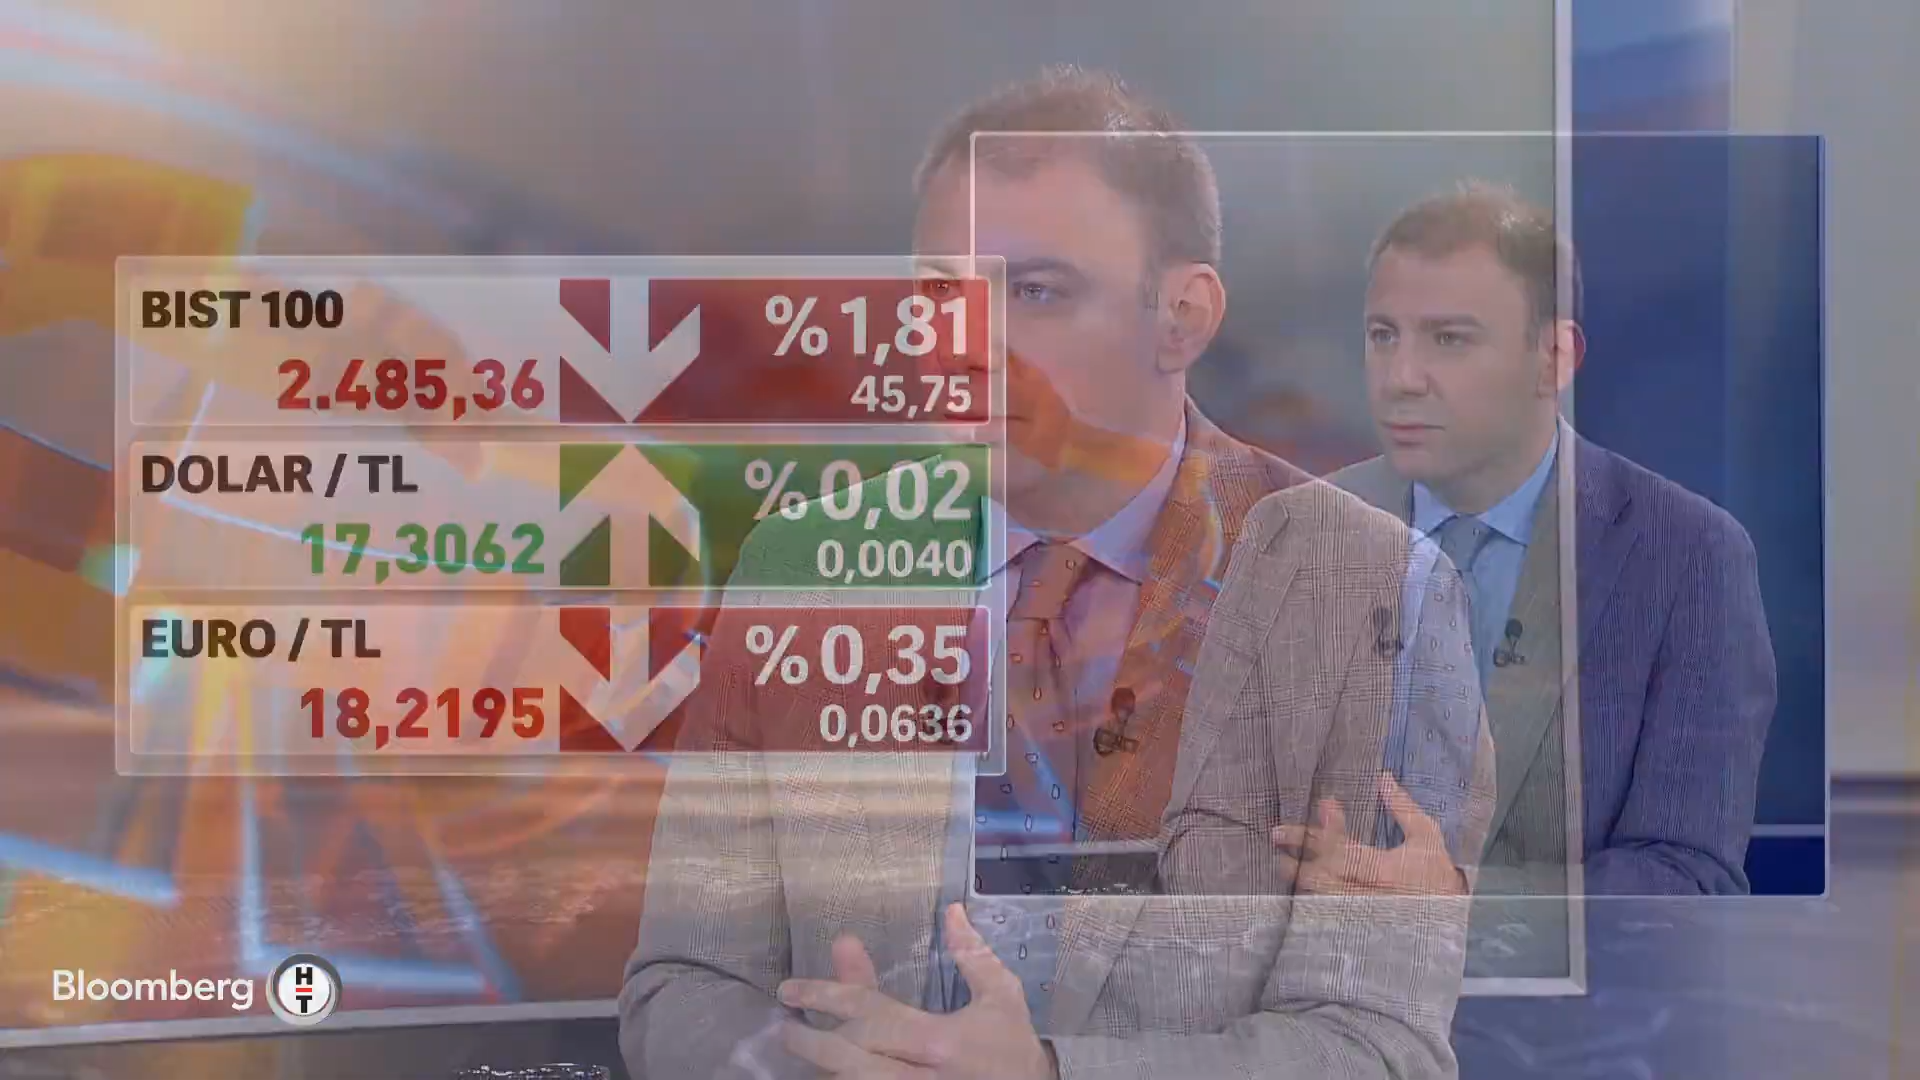 BIST 100
2.485,36
%1,81
45,75
DOLAR / TL
17,3062
%0,02
0,0040
EURO / TL
18,2195
%0,35
0,0636
Bloomberg HT